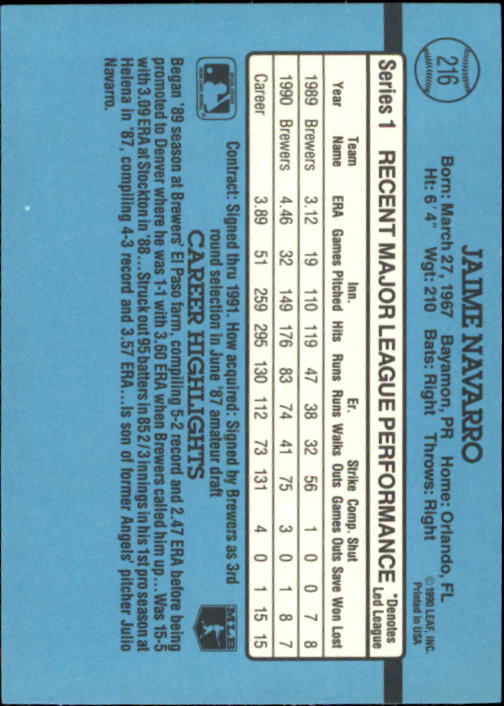 216
JAIME NAVARRO
Born: March 27, 1967 Bayamon, PR Home: Orlando, FL
Ht: 6' 4" Wgt: 210 Bats: Right Throws: Right
© 1990 LEAF, INC.
Printed in USA
Series 1 RECENT MAJOR LEAGUE PERFORMANCE *Denotes Led League
Team Inn. Er. Strike Comp. Shut
Year Name ERA Games Pitched Hits Runs Runs Walks Outs Games Outs Save Won Lost
1989 Brewers 3.12 19 110 119 47 38 32 56 1 0 0 7 8
1990 Brewers 4.46 32 149 176 83 74 41 75 3 0 1 8 7
Career 3.89 51 259 295 130 112 73 131 4 0 1 15 15
Contract: Signed thru 1991. How acquired: Signed by Brewers as 3rd
round selection in June '87 amateur draft
MLB
CAREER HIGHLIGHTS
Began '89 season at Brewers' El Paso farm, compiling 5-2 record and 2.47 ERA before being
promoted to Denver where he was 1-1 with 3.60 ERA when Brewers called him up...Was 15-5
with 3.09 ERA at Stockton in '88...Struck out 95 batters in 85 2/3 innings in his 1st pro season at
Helena in '87, compiling 4-3 record and 3.57 ERA...Is son of former Angels' pitcher Julio
Navarro.